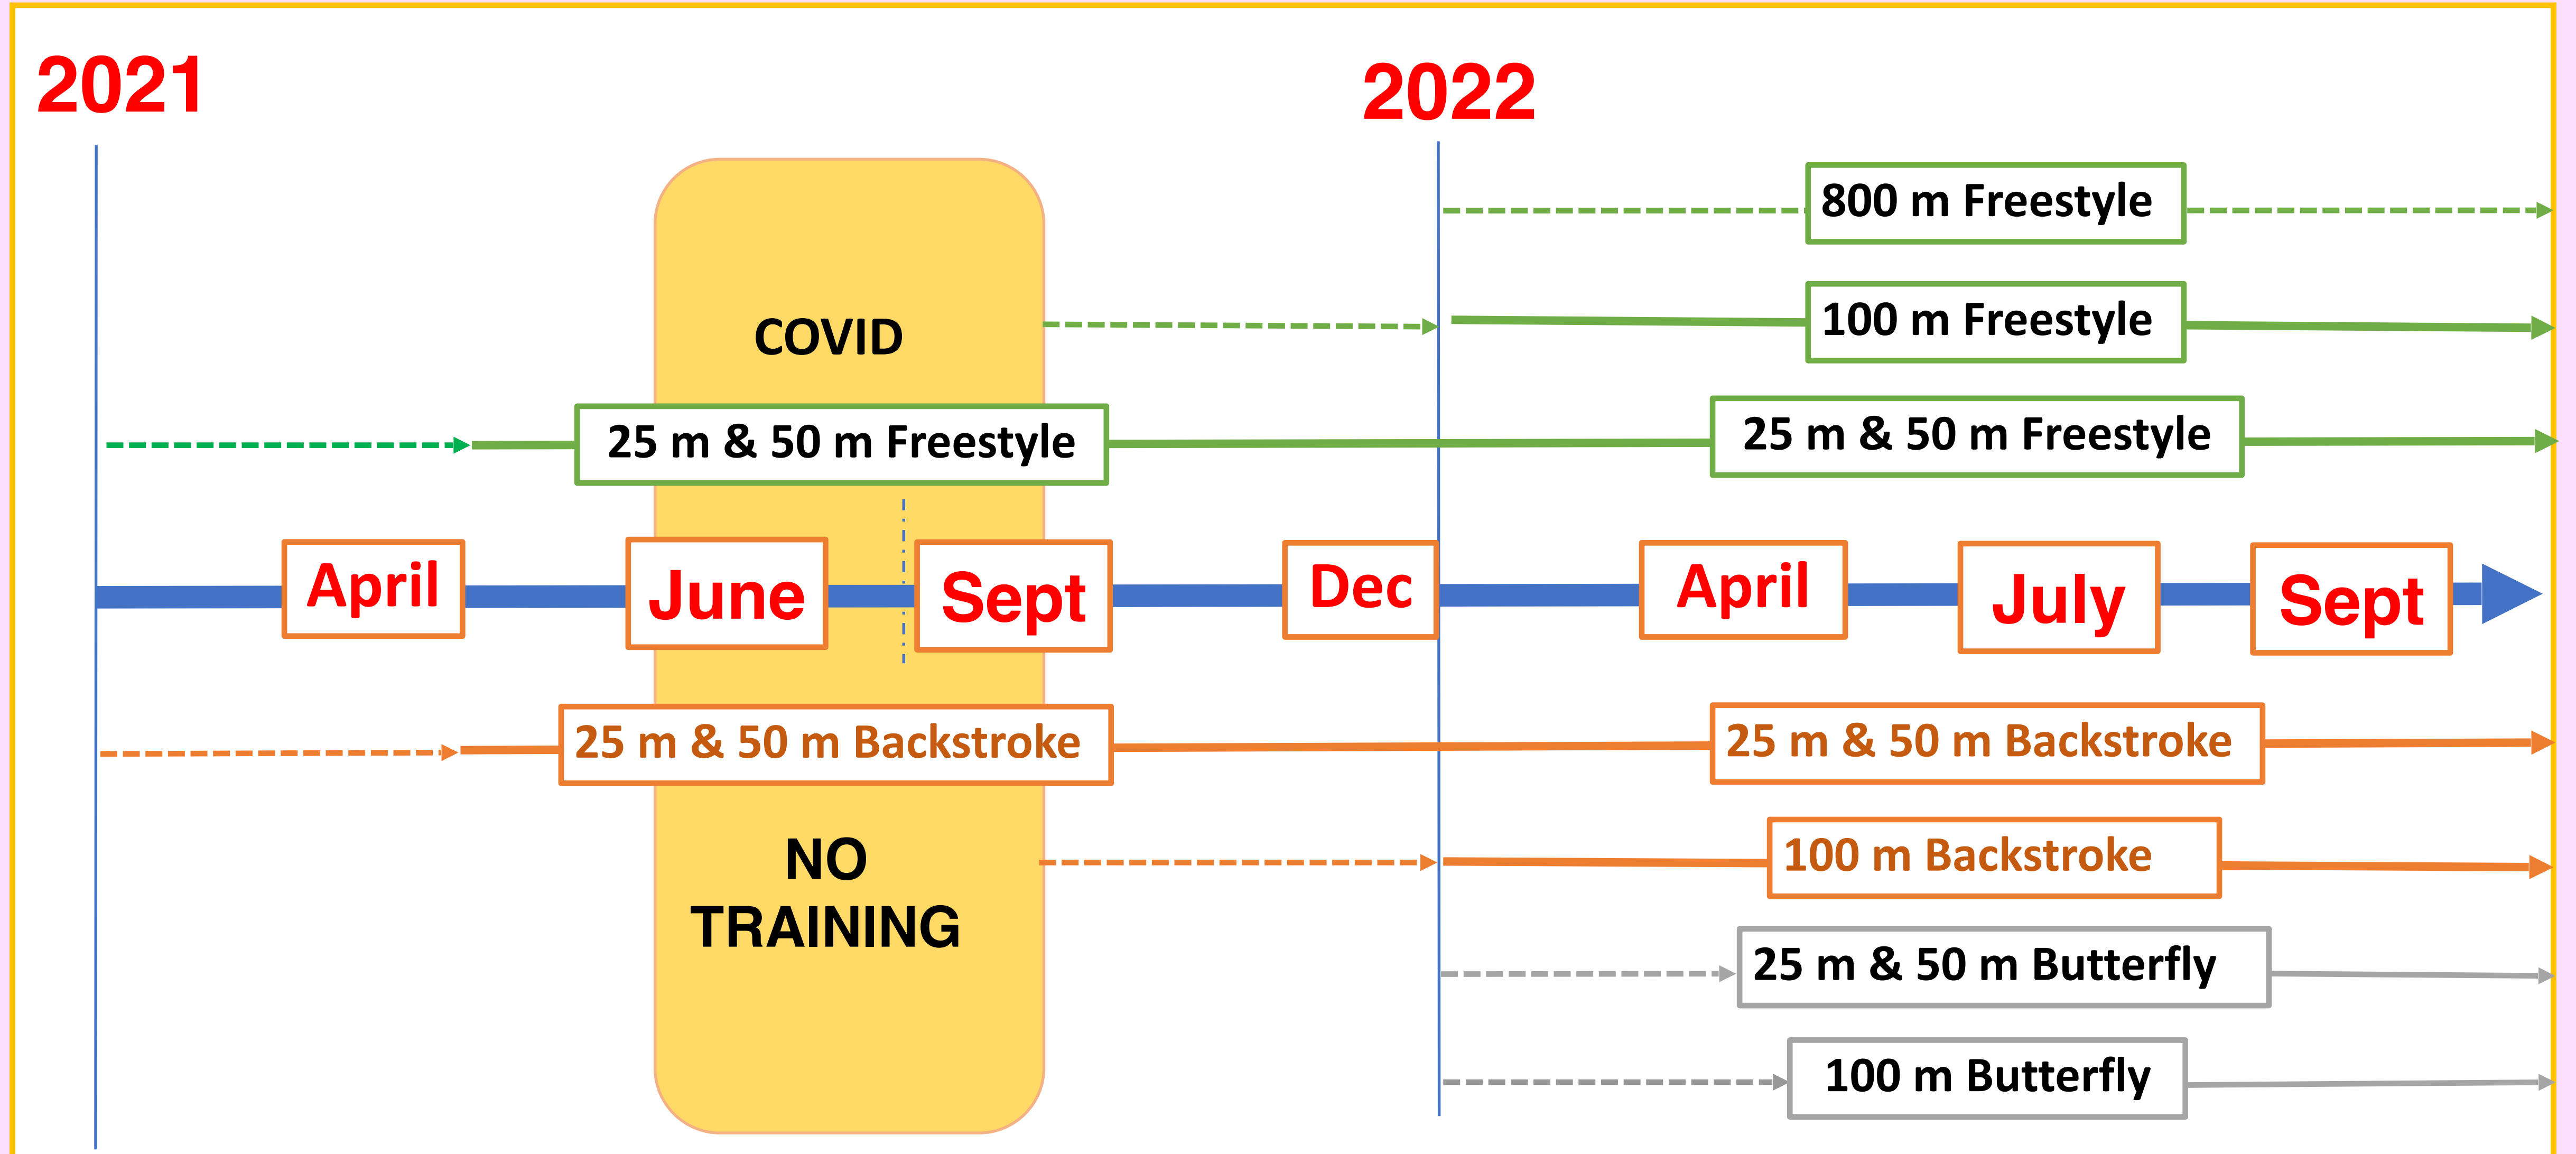 2021
2022
800 m Freestyle
COVID
100 m Freestyle
25 m & 50 m Freestyle
25 m & 50 m Freestyle
April
June
Sept
Dec
April
July
Sept
25 m & 50 m Backstroke
25 m & 50 m Backstroke
NO
TRAINING
100 m Backstroke
25 m & 50 m Butterfly
100 m Butterfly